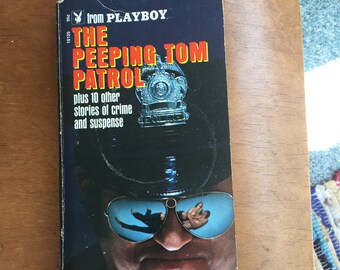 from PLAYBOY
THE
PEEPING TOM
PATROL
plus 10 other
stories of crime
and suspense